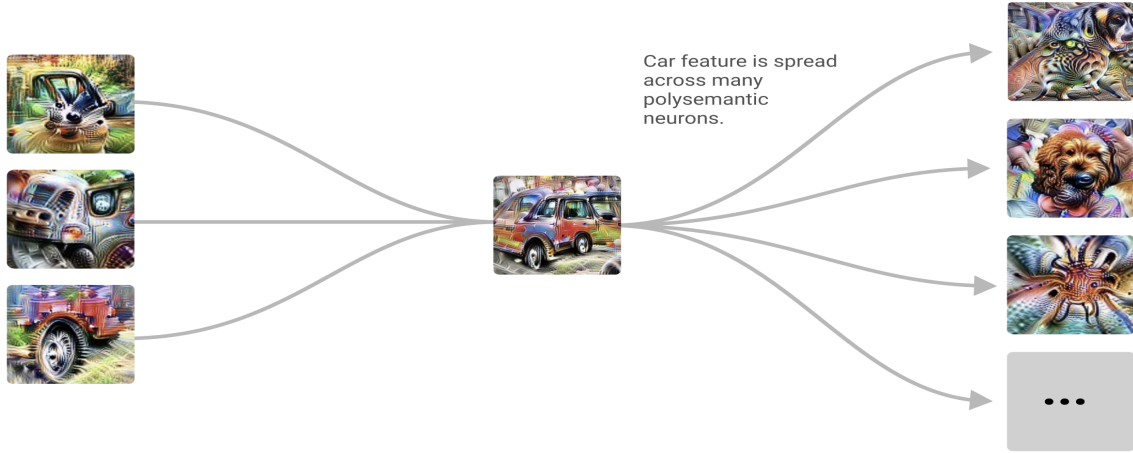 Car feature is spread
across many
polysemantic
neurons.